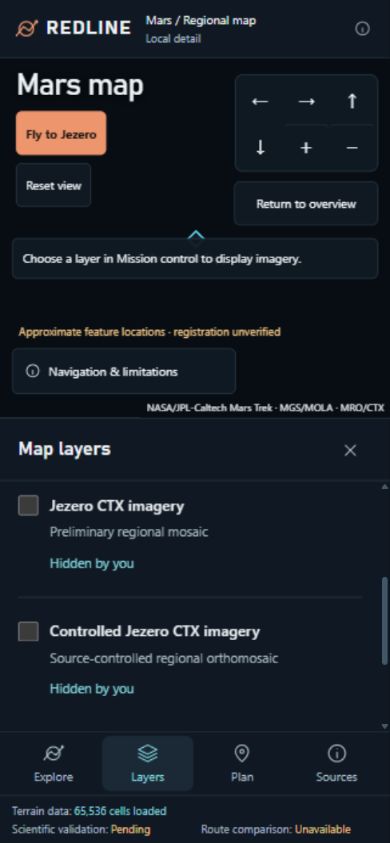 REDLINE
Mars / Regional map
Local detail
Mars map
Fly to Jezero
Reset view
← → ↑
↓ + −
Return to overview
Choose a layer in Mission control to display imagery.
Approximate feature locations · registration unverified
Navigation & limitations
NASA/JPL-Caltech Mars Trek · MGS/MOLA · MRO/CTX
Map layers
Jezero CTX imagery
Preliminary regional mosaic
Hidden by you
Controlled Jezero CTX imagery
Source-controlled regional orthomosaic
Hidden by you
Explore
Layers
Plan
Sources
Terrain data: 65,536 cells loaded
Scientific validation: Pending
Route comparison: Unavailable